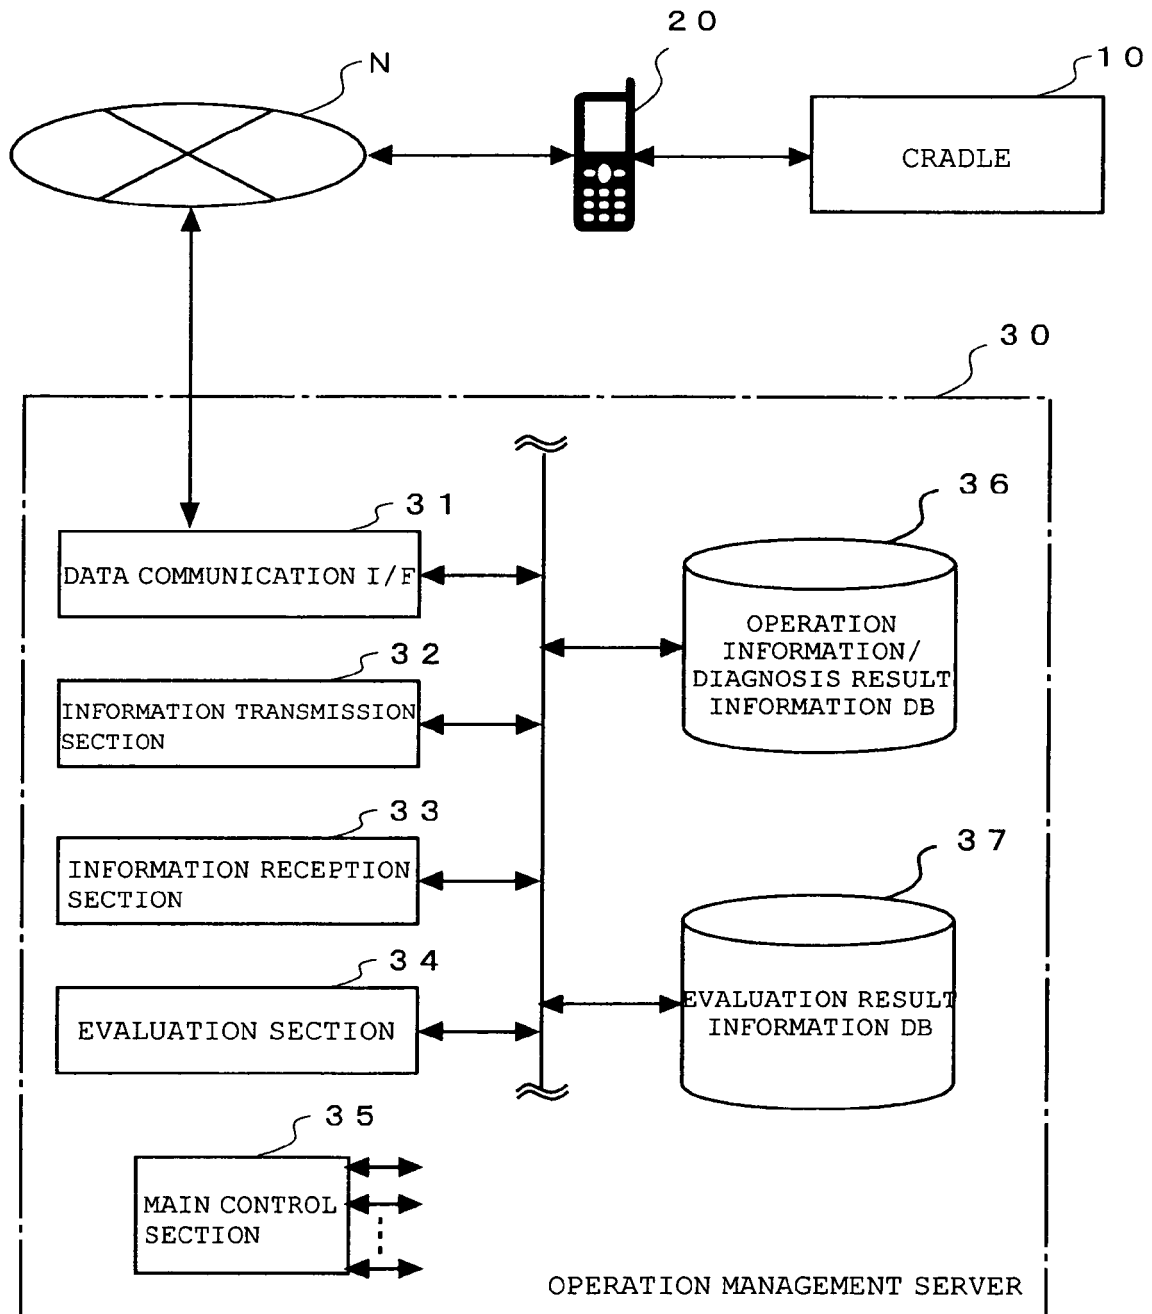 N
20
10
CRADLE
30
31
DATA COMMUNICATION I/F
32
INFORMATION TRANSMISSION
SECTION
33
INFORMATION RECEPTION
SECTION
34
EVALUATION SECTION
35
MAIN CONTROL
SECTION
36
OPERATION
INFORMATION/
DIAGNOSIS RESULT
INFORMATION DB
37
EVALUATION RESULT
INFORMATION DB
OPERATION MANAGEMENT SERVER